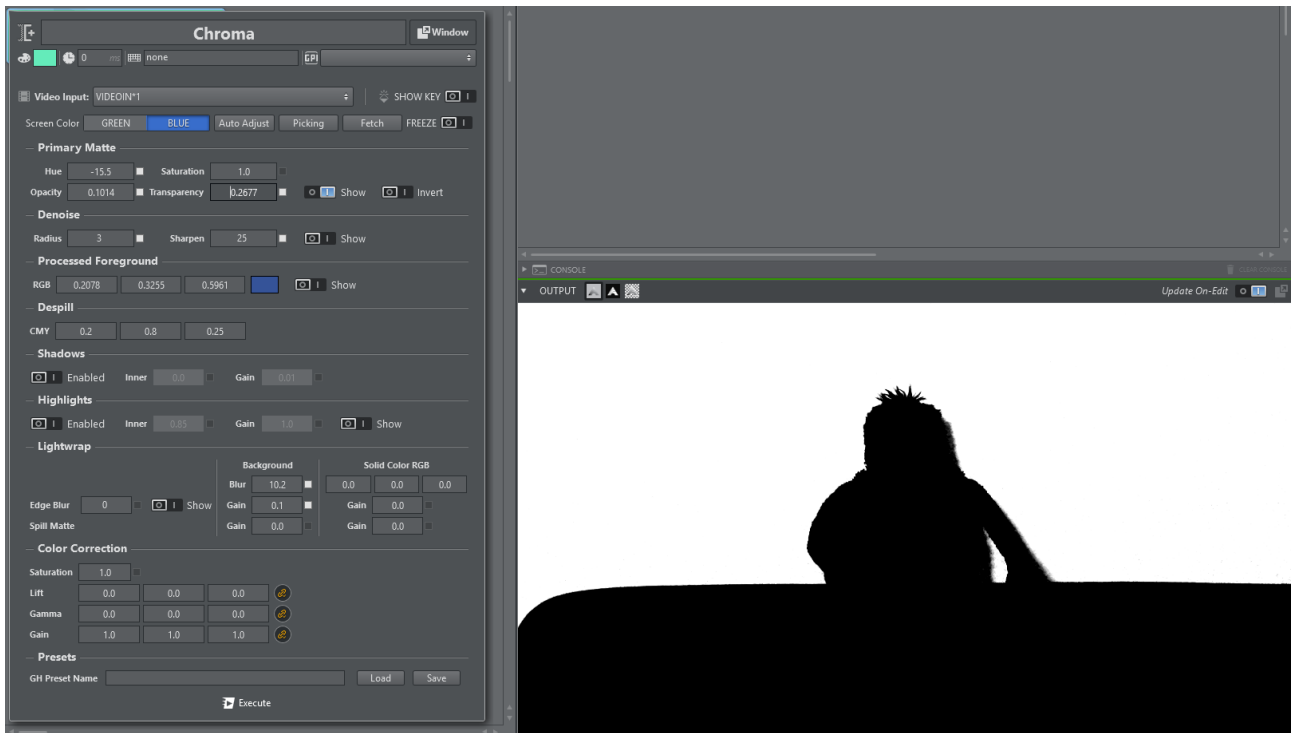 Chroma
Window
0 ms none GPI
Video Input: VIDEOIN*1 SHOW KEY
Screen Color GREEN BLUE Auto Adjust Picking Fetch FREEZE
Primary Matte
Hue -15.5 Saturation 1.0
Opacity 0.1014 Transparency 0.2677 Show Invert
Denoise
Radius 3 Sharpen 25 Show
Processed Foreground
RGB 0.2078 0.3255 0.5961 Show
Despill
CMY 0.2 0.8 0.25
Shadows
Enabled Inner 0.0 Gain 0.01
Highlights
Enabled Inner 0.85 Gain 1.0 Show
Lightwrap
Background Solid Color RGB
Blur 10.2 0.0 0.0 0.0
Edge Blur 0 Show Gain 0.1 Gain 0.0
Spill Matte Gain 0.0 Gain 0.0
Color Correction
Saturation 1.0
Lift 0.0 0.0 0.0
Gamma 0.0 0.0 0.0
Gain 1.0 1.0 1.0
Presets
GH Preset Name Load Save
Execute
CONSOLE CLEAR CONSOLE
OUTPUT Update On-Edit